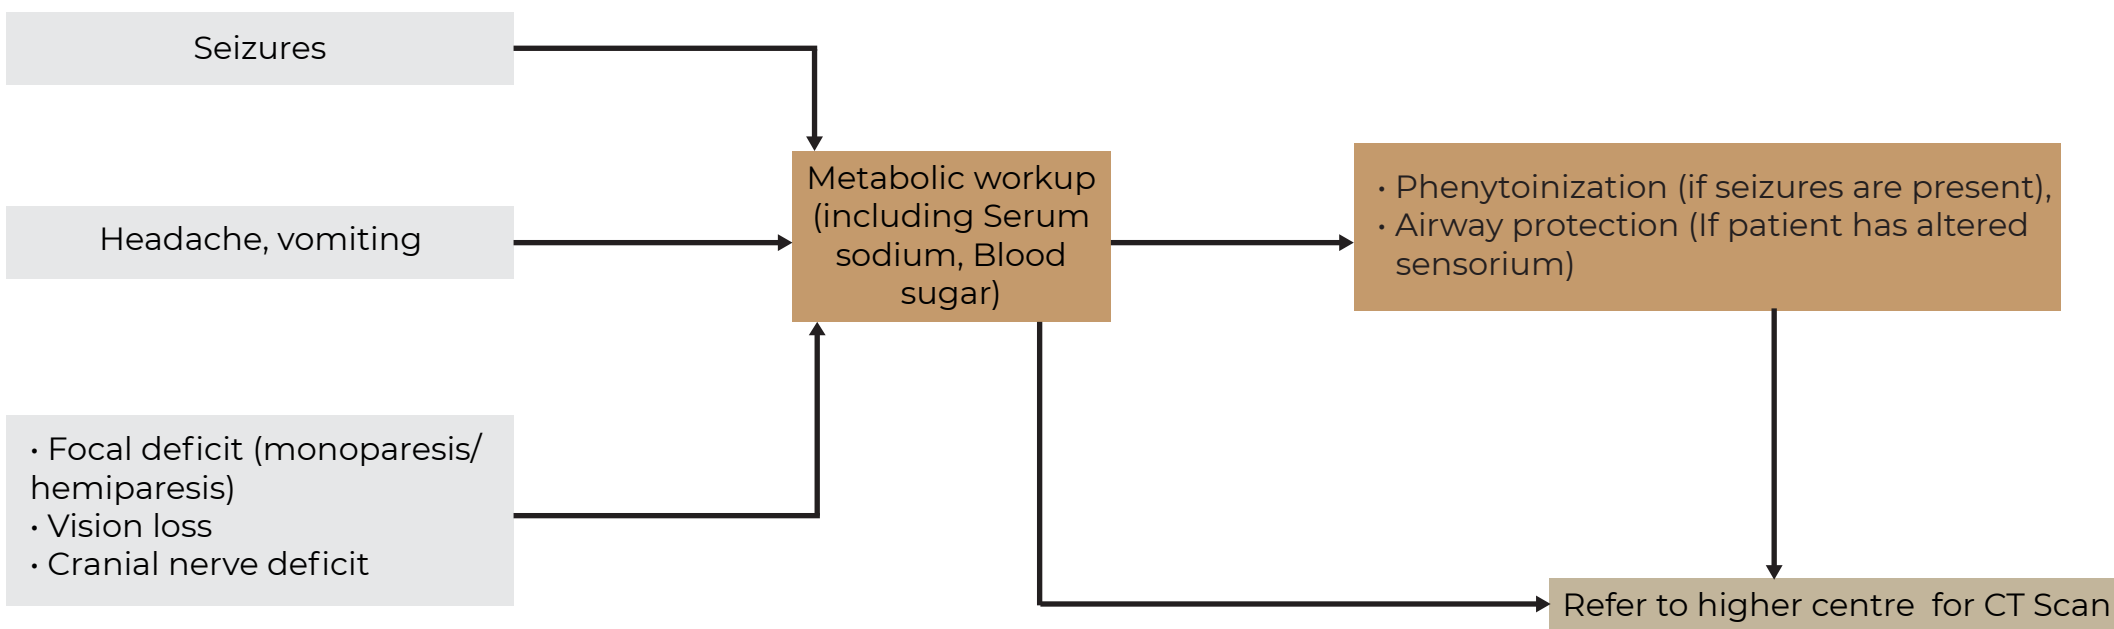 Seizures
Headache, vomiting
• Focal deficit (monoparesis/
hemiparesis)
• Vision loss
• Cranial nerve deficit
Metabolic workup
(including Serum
sodium, Blood
sugar)
• Phenytoinization (if seizures are present),
• Airway protection (If patient has altered
sensorium)
Refer to higher centre for CT Scan